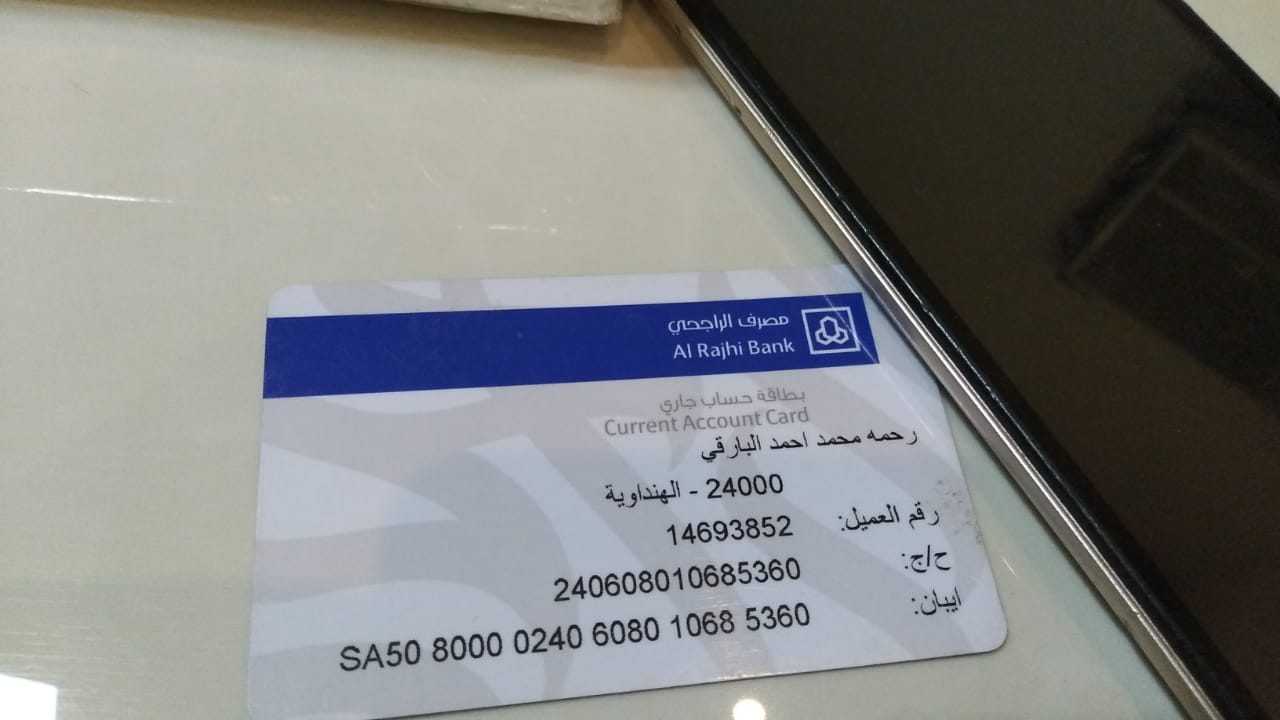 مصرف الراجحي
Al Rajhi Bank
بطاقة حساب جاري
Current Account Card
رحمه محمد احمد البارقي
24000 - الهنداوية
رقم العميل: 14693852
ح/ج: 240608010685360
ايبان: SA50 8000 0240 6080 1068 5360